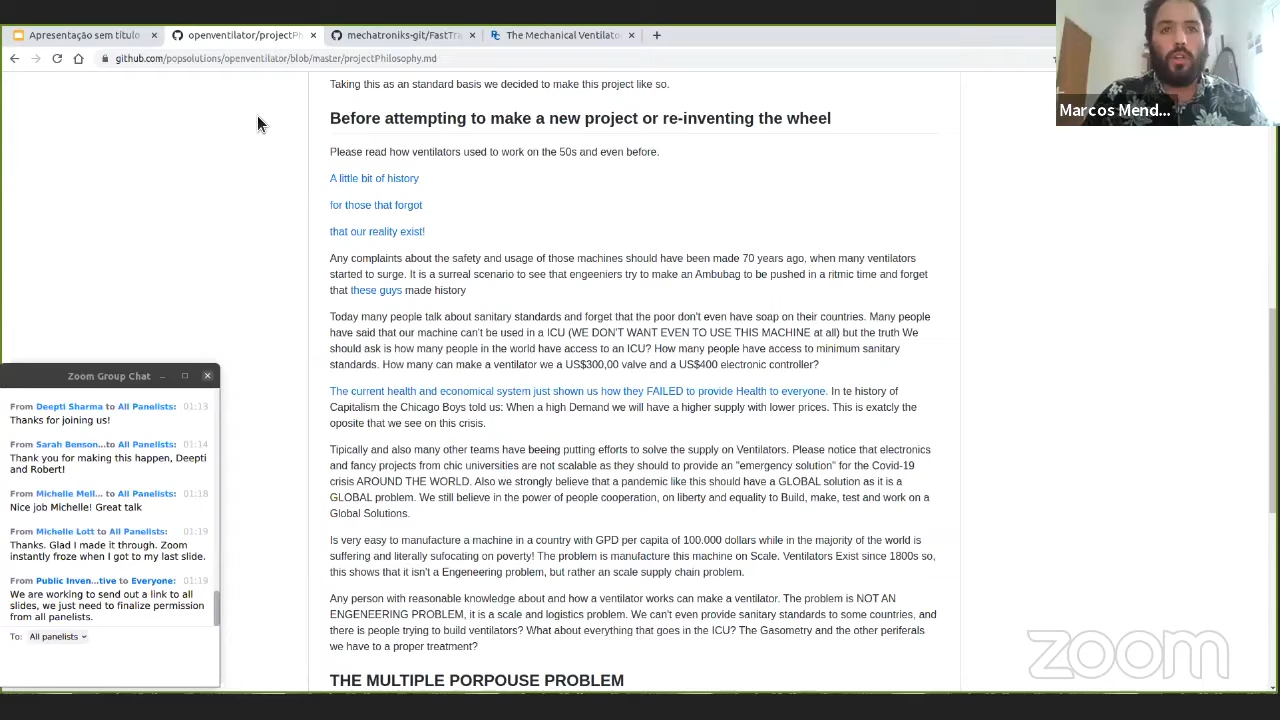 Apresentação sem título
openventilator/projectPh
mechatroniks-git/FastTra
The Mechanical Ventilato
github.com/popsolutions/openventilator/blob/master/projectPhilosophy.md
Marcos Mend...
Taking this as an standard basis we decided to make this project like so.
Before attempting to make a new project or re-inventing the wheel
Please read how ventilators used to work on the 50s and even before.
A little bit of history
for those that forgot
that our reality exist!
Any complaints about the safety and usage of those machines should have been made 70 years ago, when many ventilators
started to surge. It is a surreal scenario to see that engeeniers try to make an Ambubag to be pushed in a ritmic time and forget
that these guys made history
Today many people talk about sanitary standards and forget that the poor don't even have soap on their countries. Many people
have said that our machine can't be used in a ICU (WE DON'T WANT EVEN TO USE THIS MACHINE at all) but the truth We
should ask is how many people in the world have access to an ICU? How many people have access to minimum sanitary
standards. How many can make a ventilator we a US$300,00 valve and a US$400 electronic controller?
The current health and economical system just shown us how they FAILED to provide Health to everyone. In te history of
Capitalism the Chicago Boys told us: When a high Demand we will have a higher supply with lower prices. This is exatcly the
oposite that we see on this crisis.
Tipically and also many other teams have beeing putting efforts to solve the supply on Ventilators. Please notice that electronics
and fancy projects from chic universities are not scalable as they should to provide an "emergency solution" for the Covid-19
crisis AROUND THE WORLD. Also we strongly believe that a pandemic like this should have a GLOBAL solution as it is a
GLOBAL problem. We still believe in the power of people cooperation, on liberty and equality to Build, make, test and work on a
Global Solutions.
Is very easy to manufacture a machine in a country with GPD per capita of 100.000 dollars while in the majority of the world is
suffering and literally sufocating on poverty! The problem is manufacture this machine on Scale. Ventilators Exist since 1800s so,
this shows that it isn't a Engeneering problem, but rather an scale supply chain problem.
Any person with reasonable knowledge about and how a ventilator works can make a ventilator. The problem is NOT AN
ENGENEERING PROBLEM, it is a scale and logistics problem. We can't even provide sanitary standards to some countries, and
there is people trying to build ventilators? What about everything that goes in the ICU? The Gasometry and the other periferals
we have to a proper treatment?
THE MULTIPLE PORPOUSE PROBLEM
Zoom Group Chat
From Deepti Sharma to All Panelists: 01:13
Thanks for joining us!
From Sarah Benson...to All Panelists: 01:14
Thank you for making this happen, Deepti
and Robert!
From Michelle Mell... to All Panelists: 01:18
Nice job Michelle! Great talk
From Michelle Lott to All Panelists: 01:19
Thanks. Glad I made it through. Zoom
instantly froze when I got to my last slide.
From Public Inven...tive to Everyone: 01:19
We are working to send out a link to all
slides, we just need to finalize permission
from all panelists.
To: All panelists
zoom